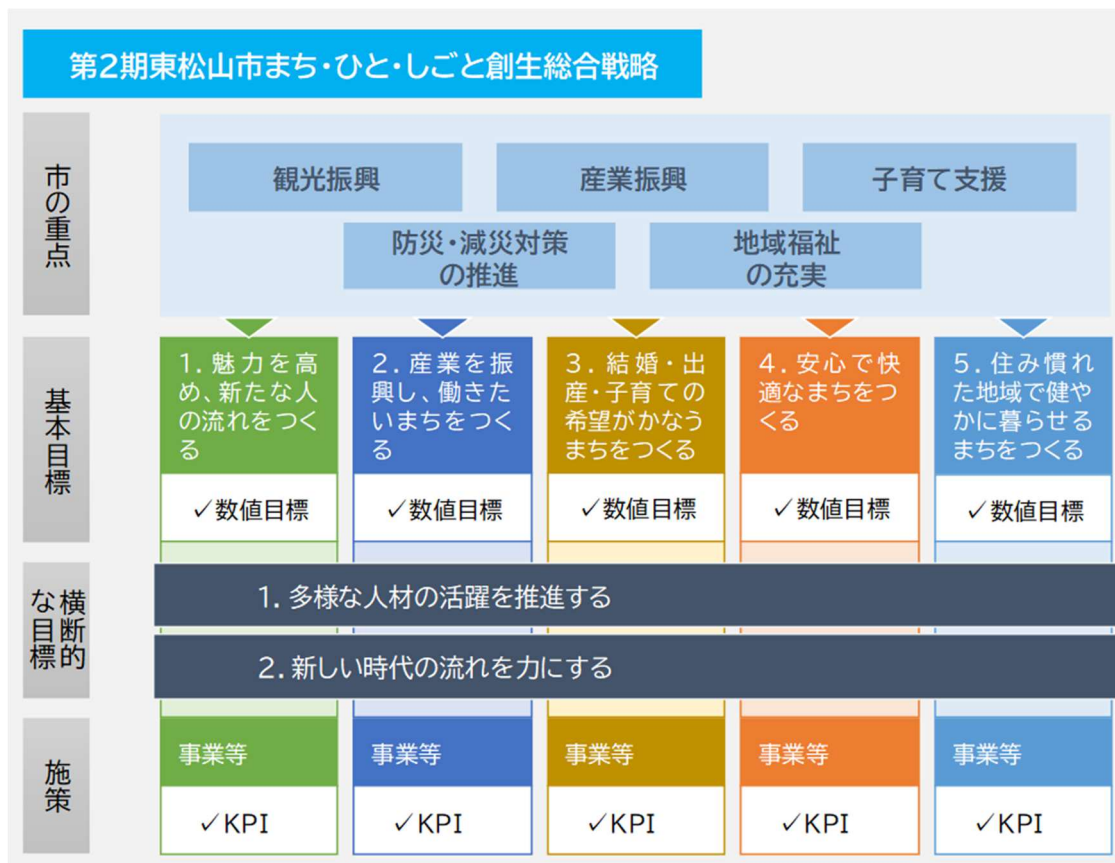 第2期東松山市まち・ひと・しごと創生総合戦略
市の重点
観光振興
産業振興
子育て支援
防災・減災対策
の推進
地域福祉
の充実
基本目標
1．魅力を高
め、新たな人
の流れをつく
る
2．産業を振
興し、働きた
いまちをつく
る
3．結婚・出
産・子育ての
希望がかなう
まちをつくる
4．安心で快
適なまちをつ
くる
5．住み慣れ
た地域で健や
かに暮らせる
まちをつくる
✓数値目標
✓数値目標
✓数値目標
✓数値目標
✓数値目標
横断的
な目標
1．多様な人材の活躍を推進する
2．新しい時代の流れを力にする
施策
事業等
事業等
事業等
事業等
事業等
✓KPI
✓KPI
✓KPI
✓KPI
✓KPI